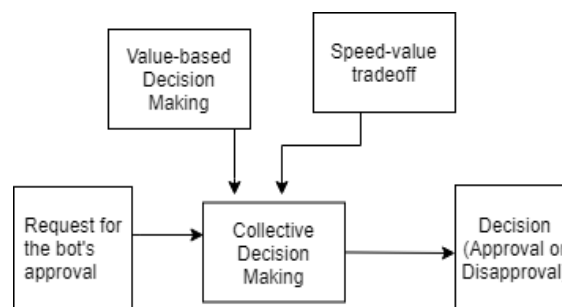 Value-based
Decision
Making
Speed-value
tradeoff
Request for
the bot's
approval
Collective
Decision
Making
Decision
(Approval or
Disapproval